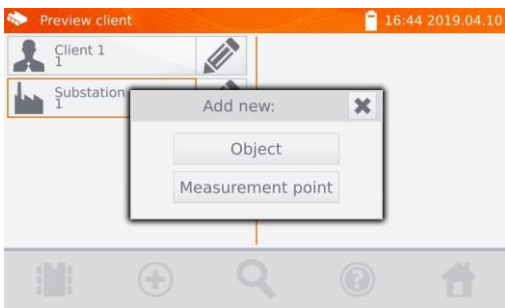 Preview client
16:44 2019.04.10
Client 1
1
Substation
1
Add new:
Object
Measurement point